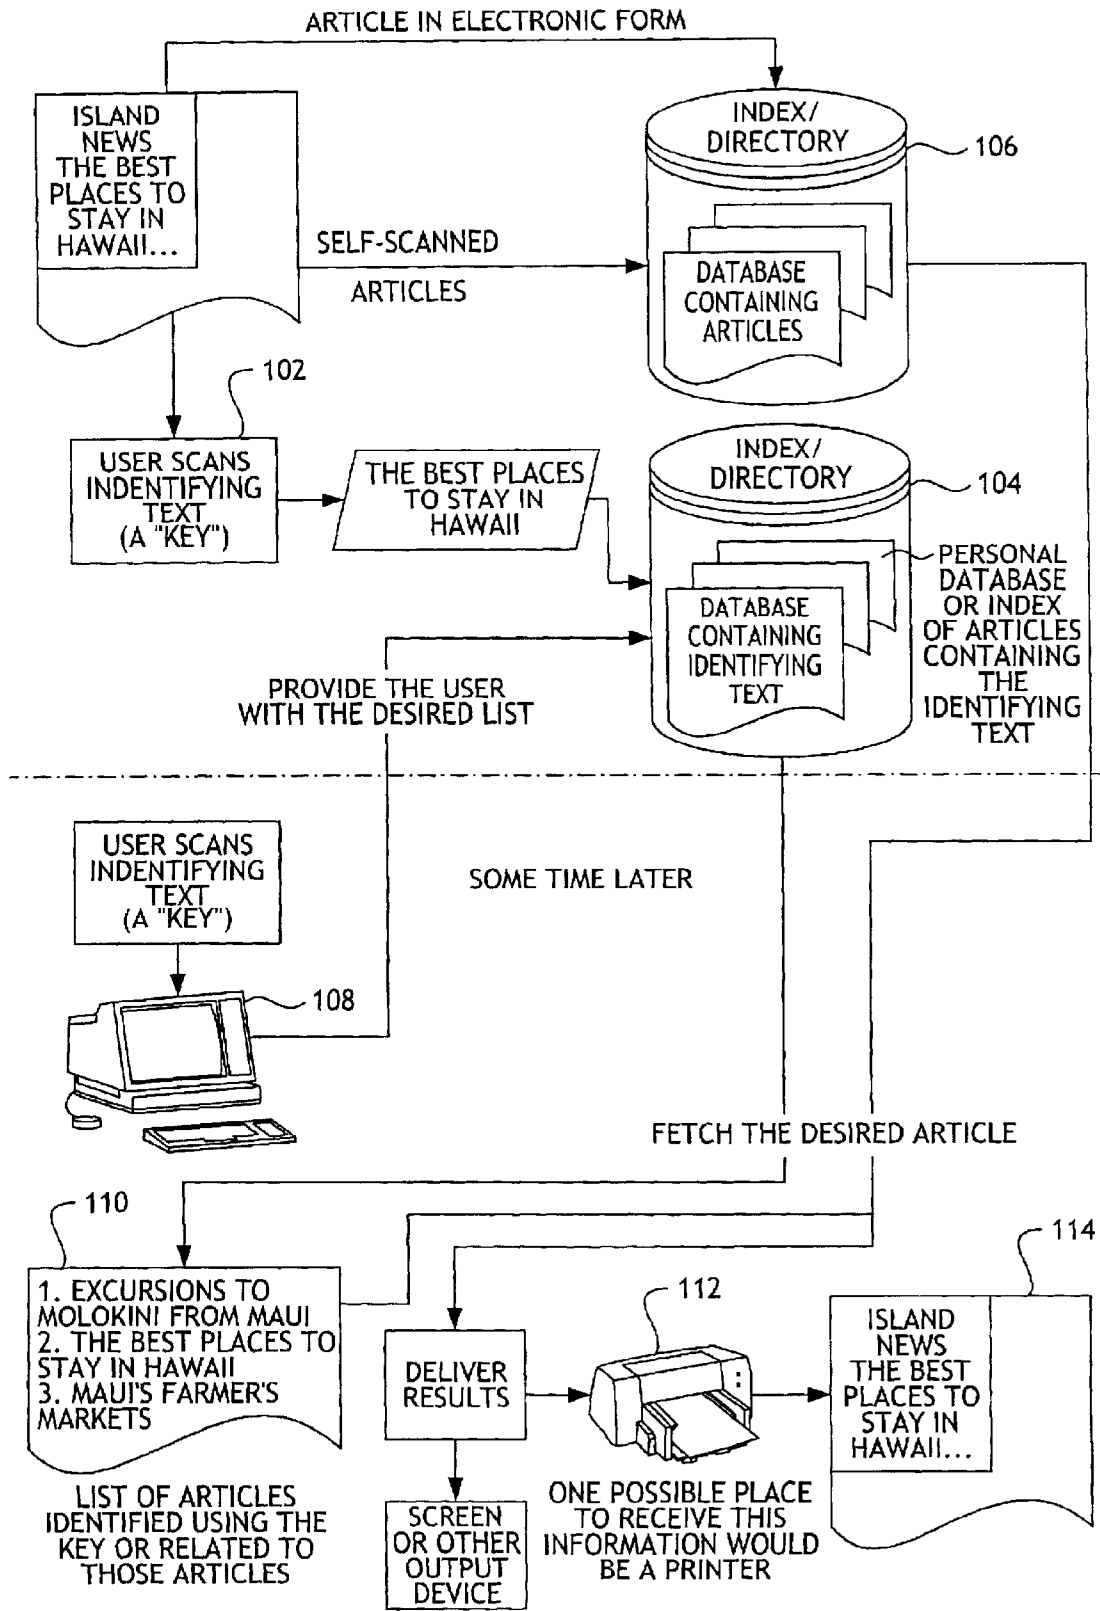 ARTICLE IN ELECTRONIC FORM
ISLAND
NEWS
THE BEST
PLACES TO
STAY IN
HAWAII...
INDEX/
DIRECTORY
106
SELF-SCANNED
ARTICLES
DATABASE
CONTAINING
ARTICLES
102
USER SCANS
INDENTIFYING
TEXT
(A "KEY")
THE BEST PLACES
TO STAY IN
HAWAII
INDEX/
DIRECTORY
104
PERSONAL
DATABASE
OR INDEX
OF ARTICLES
CONTAINING
THE
IDENTIFYING
TEXT
DATABASE
CONTAINING
IDENTIFYING
TEXT
PROVIDE THE USER
WITH THE DESIRED LIST
USER SCANS
INDENTIFYING
TEXT
(A "KEY")
SOME TIME LATER
108
FETCH THE DESIRED ARTICLE
110
1. EXCURSIONS TO
MOLOKINI FROM MAUI
2. THE BEST PLACES TO
STAY IN HAWAII
3. MAUI'S FARMER'S
MARKETS
LIST OF ARTICLES
IDENTIFIED USING THE
KEY OR RELATED TO
THOSE ARTICLES
DELIVER
RESULTS
SCREEN
OR OTHER
OUTPUT
DEVICE
112
ONE POSSIBLE PLACE
TO RECEIVE THIS
INFORMATION WOULD
BE A PRINTER
114
ISLAND
NEWS
THE BEST
PLACES TO
STAY IN
HAWAII...